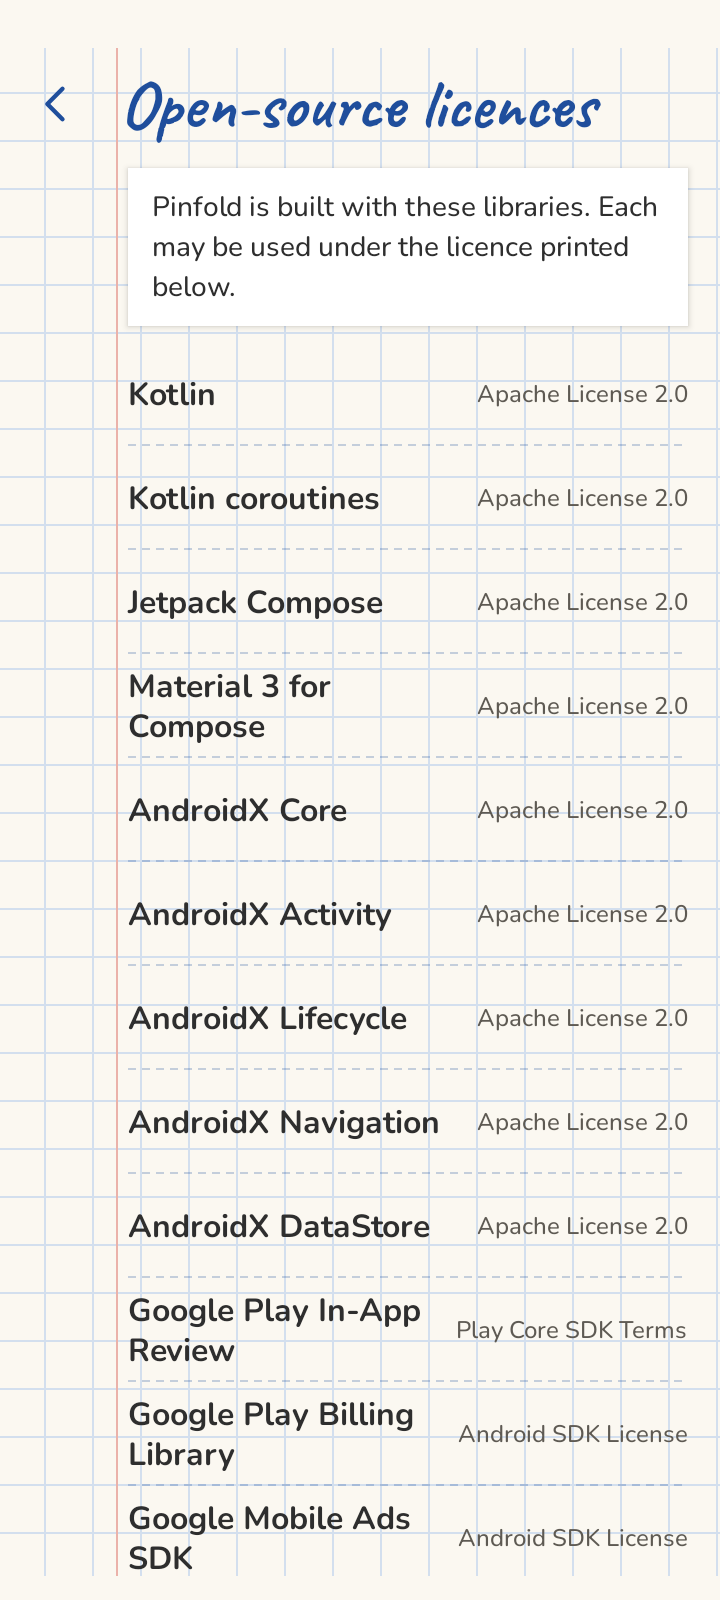 Open-source licences
Pinfold is built with these libraries. Each
may be used under the licence printed
below.
Kotlin Apache License 2.0
Kotlin coroutines Apache License 2.0
Jetpack Compose Apache License 2.0
Material 3 for
Compose Apache License 2.0
AndroidX Core Apache License 2.0
AndroidX Activity Apache License 2.0
AndroidX Lifecycle Apache License 2.0
AndroidX Navigation Apache License 2.0
AndroidX DataStore Apache License 2.0
Google Play In-App
Review Play Core SDK Terms
Google Play Billing
Library Android SDK License
Google Mobile Ads
SDK Android SDK License